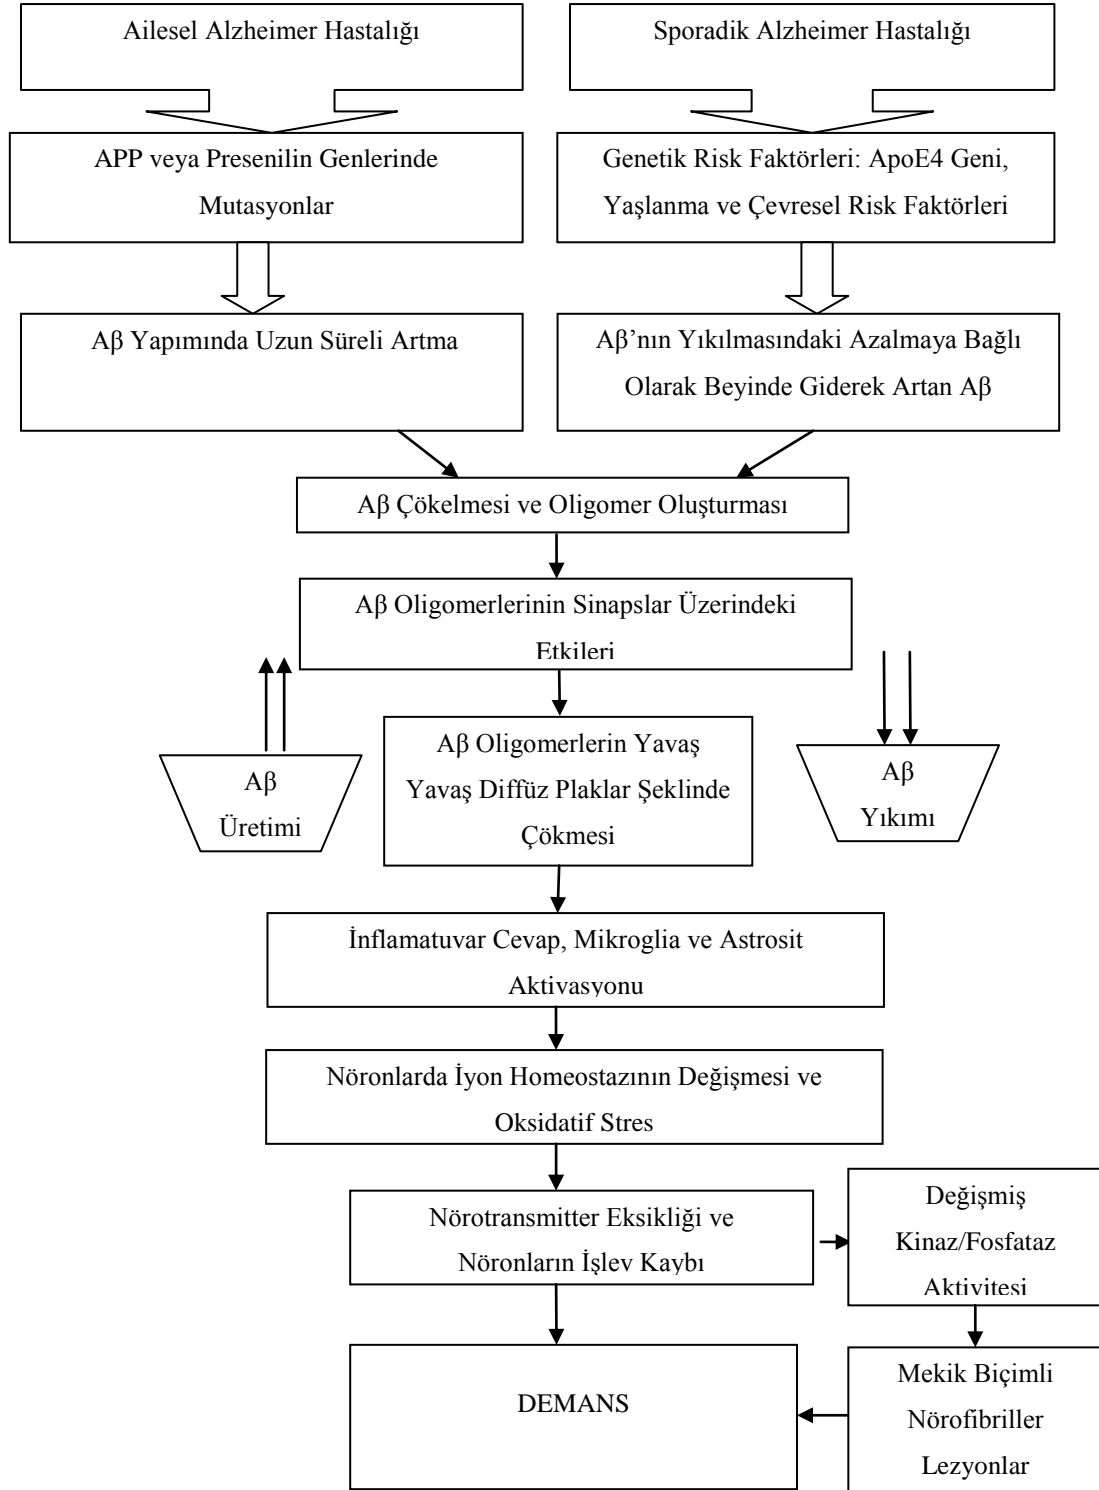 Ailesel Alzheimer Hastalığı
Sporadik Alzheimer Hastalığı
APP veya Presenilin Genlerinde
Mutasyonlar
Genetik Risk Faktörleri: ApoE4 Geni,
Yaşlanma ve Çevresel Risk Faktörleri
Aβ Yapımında Uzun Süreli Artma
Aβ’nın Yıkılmasındaki Azalmaya Bağlı
Olarak Beyinde Giderek Artan Aβ
Aβ Çökelmesi ve Oligomer Oluşturması
Aβ Oligomerlerinin Sinapslar Üzerindeki
Etkileri
Aβ Oligomerlerin Yavaş
Yavaş Diffüz Plaklar Şeklinde
Çökmesi
Aβ
Üretimi
Aβ
Yıkımı
İnflamatuvar Cevap, Mikroglia ve Astrosit
Aktivasyonu
Nöronlarda İyon Homeostazının Değişmesi ve
Oksidatif Stres
Nörotransmitter Eksikliği ve
Nöronların İşlev Kaybı
Değişmiş
Kinaz/Fosfataz
Aktivitesi
Mekik Biçimli
Nörofibriller
Lezyonlar
DEMANS